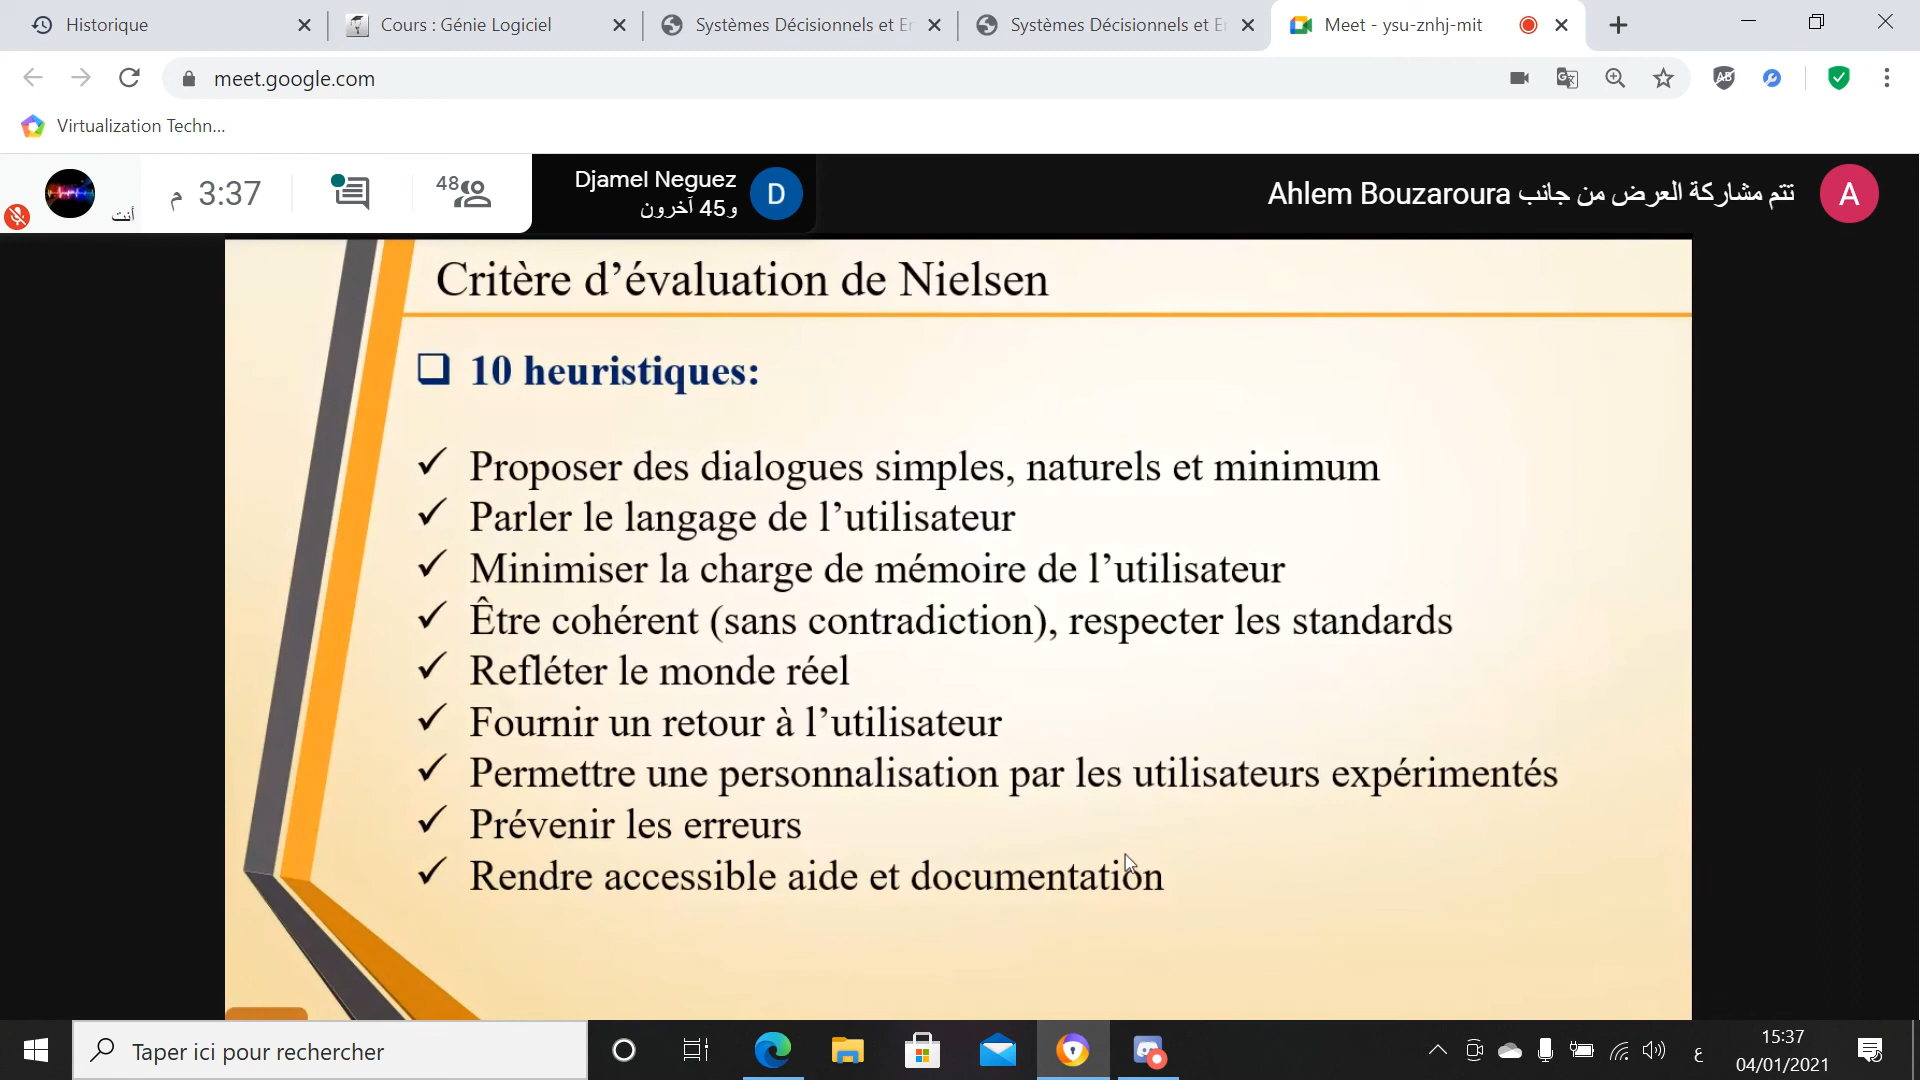 Historique
Cours : Génie Logiciel
Systèmes Décisionnels et E
Systèmes Décisionnels et E
Meet - ysu-znhj-mit
meet.google.com
Virtualization Techn...
أنت
3:37 م
48
Djamel Neguez
و45 آخرون
D
تتم مشاركة العرض من جانب Ahlem Bouzaroura
A
Critère d’évaluation de Nielsen
10 heuristiques:
Proposer des dialogues simples, naturels et minimum
Parler le langage de l’utilisateur
Minimiser la charge de mémoire de l’utilisateur
Être cohérent (sans contradiction), respecter les standards
Refléter le monde réel
Fournir un retour à l’utilisateur
Permettre une personnalisation par les utilisateurs expérimentés
Prévenir les erreurs
Rendre accessible aide et documentation
Taper ici pour rechercher
ع
15:37
04/01/2021